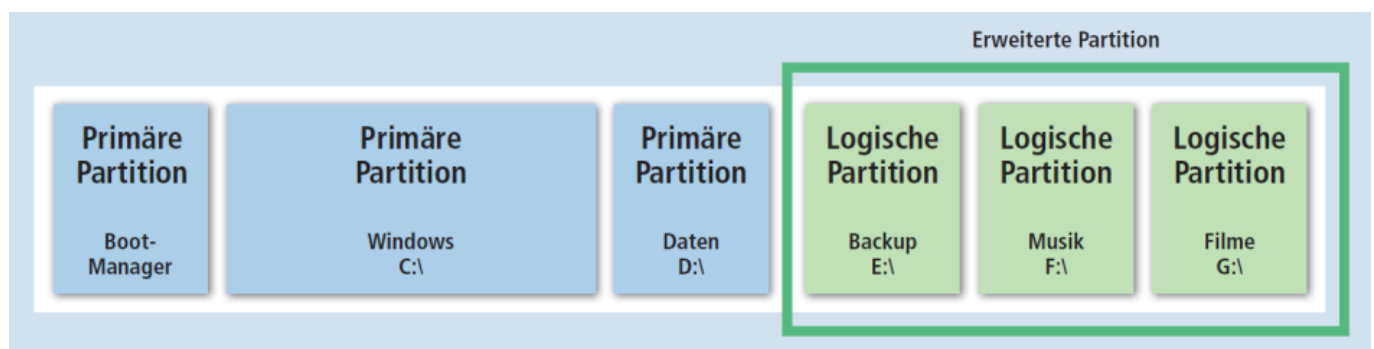 Erweiterte Partition
Primäre
Partition
Boot-
Manager
Primäre
Partition
Windows
C:\
Primäre
Partition
Daten
D:\
Logische
Partition
Backup
E:\
Logische
Partition
Musik
F:\
Logische
Partition
Filme
G:\